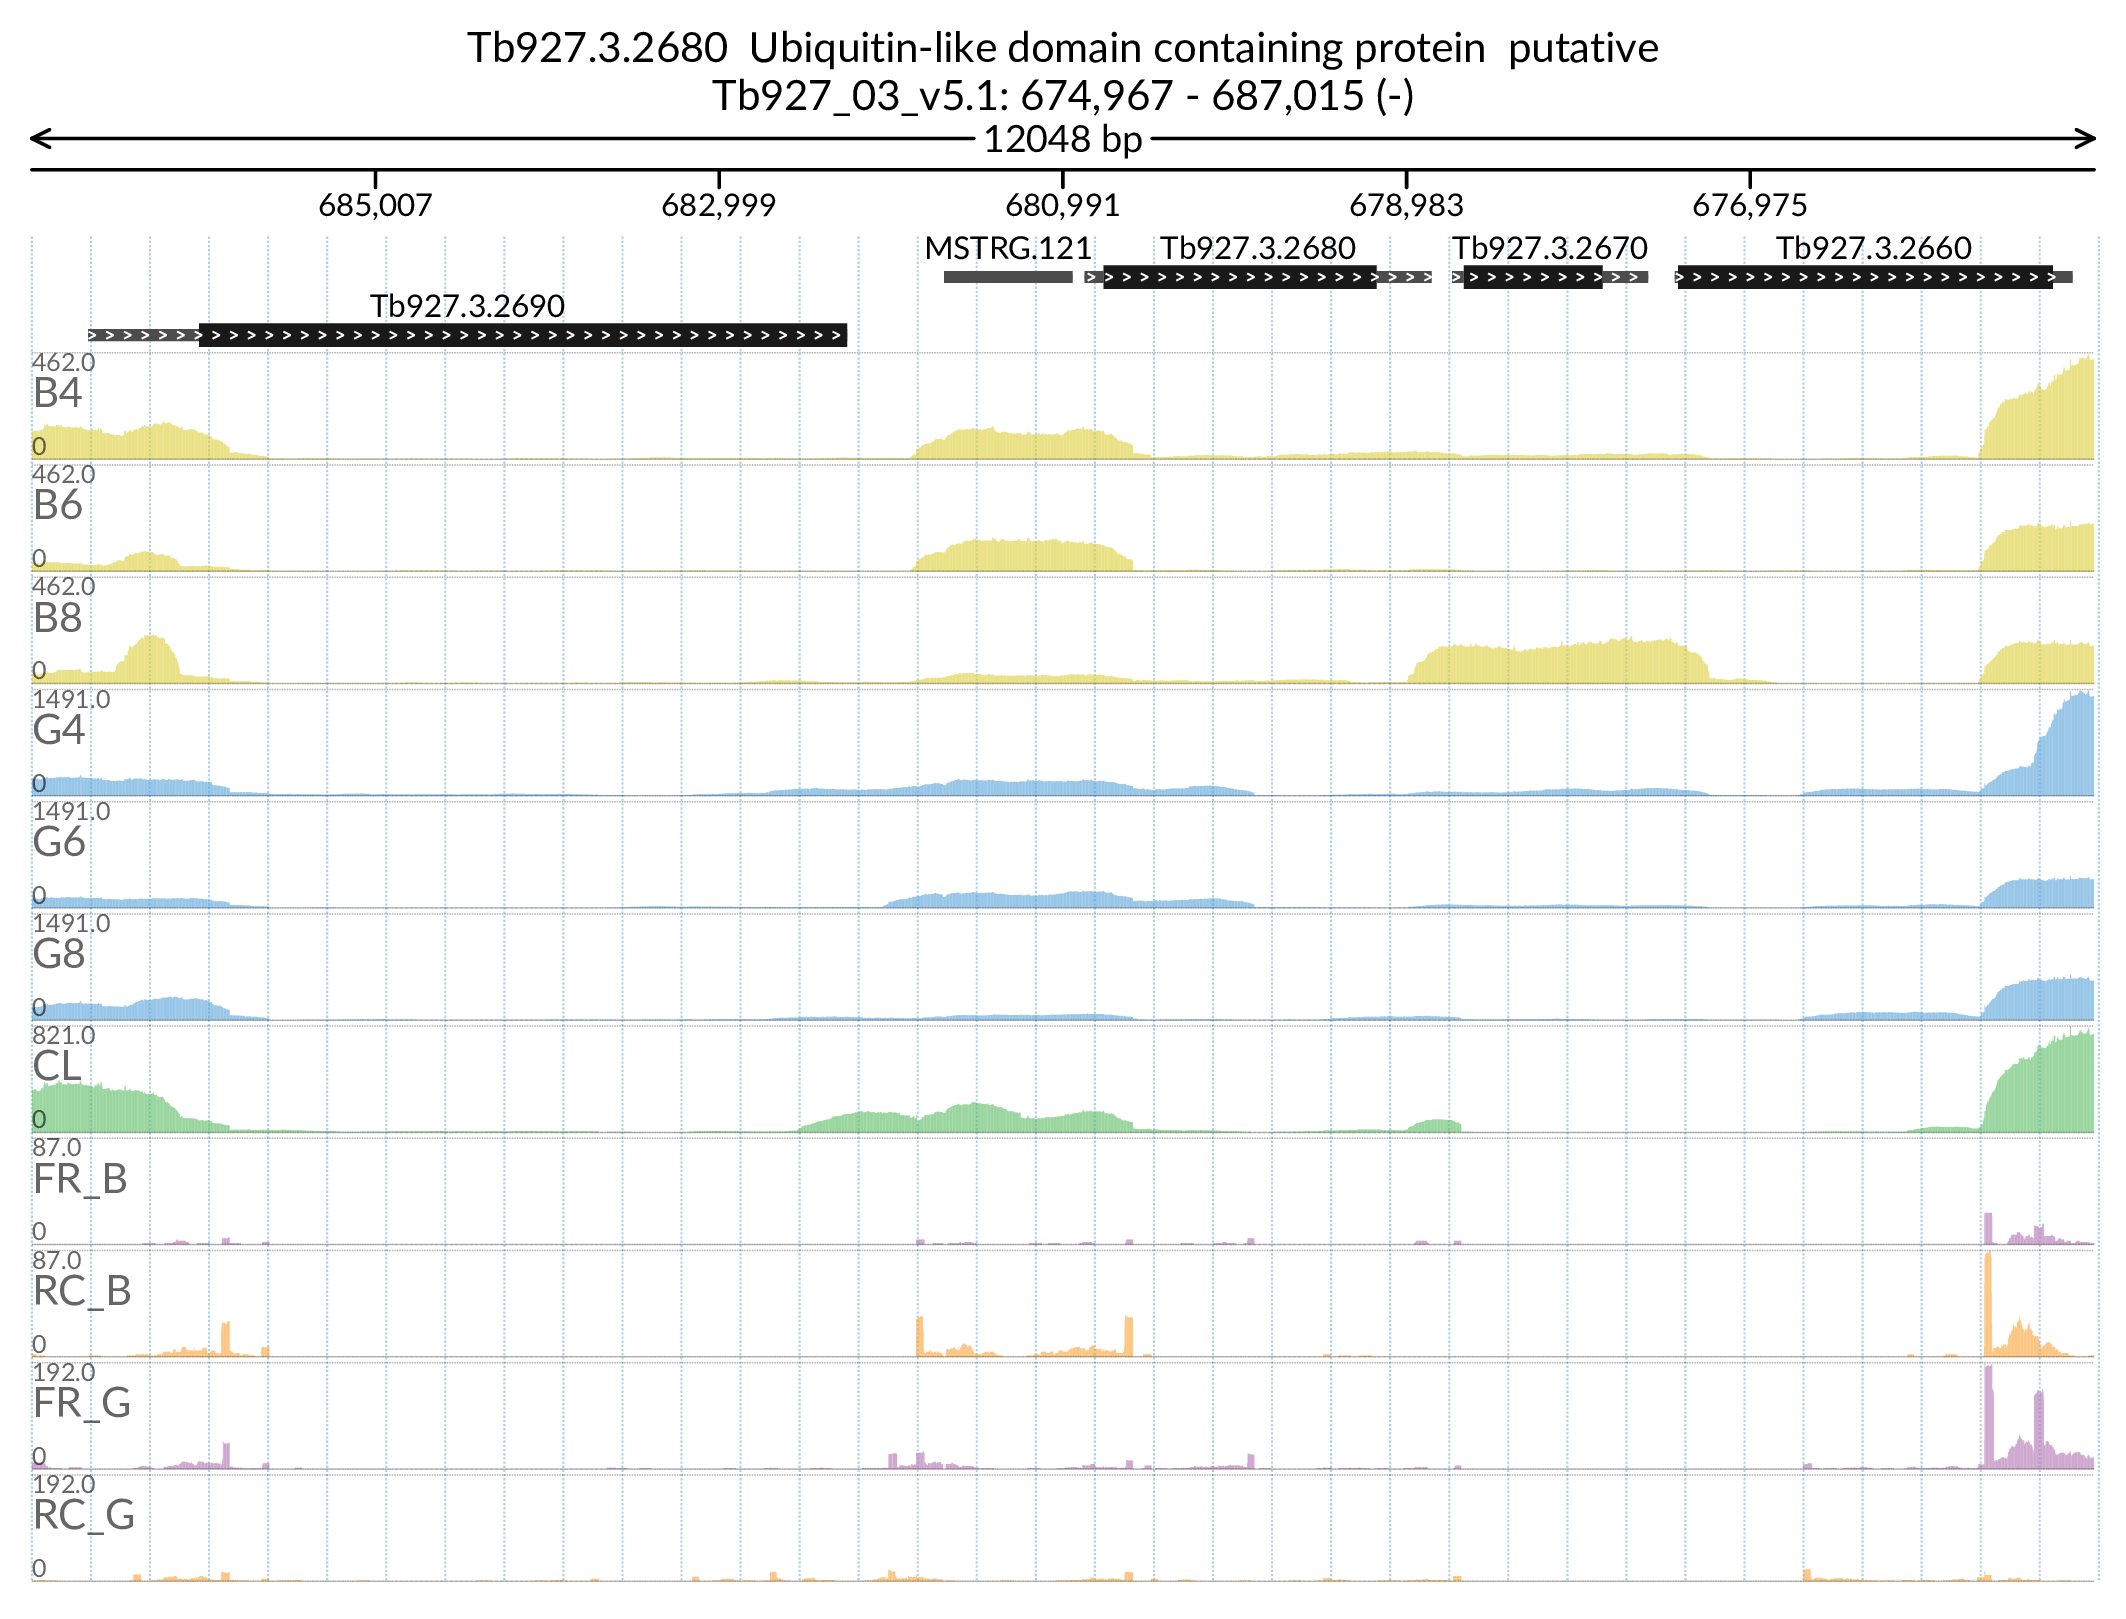 Tb927.3.2680  Ubiquitin-like domain containing protein  putative
Tb927_03_v5.1: 674,967 - 687,015 (-)
12048 bp
685,007 682,999 680,991 678,983 676,975
MSTRG.121 Tb927.3.2680 Tb927.3.2670 Tb927.3.2660
Tb927.3.2690
462.0
B4
0
462.0
B6
0
462.0
B8
0
1491.0
G4
0
1491.0
G6
0
1491.0
G8
0
821.0
CL
0
87.0
FR_B
0
87.0
RC_B
0
192.0
FR_G
0
192.0
RC_G
0